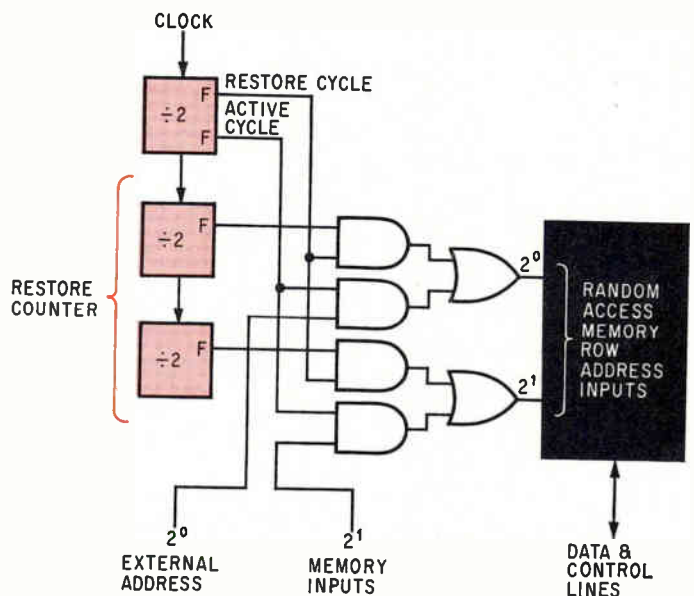 CLOCK
RESTORE CYCLE
F
ACTIVE
CYCLE
÷2
F
F
÷2
RESTORE
COUNTER
F
÷2
2⁰
2¹
RANDOM
ACCESS
MEMORY
ROW
ADDRESS
INPUTS
2⁰
EXTERNAL
ADDRESS
2¹
MEMORY
INPUTS
DATA &
CONTROL
LINES